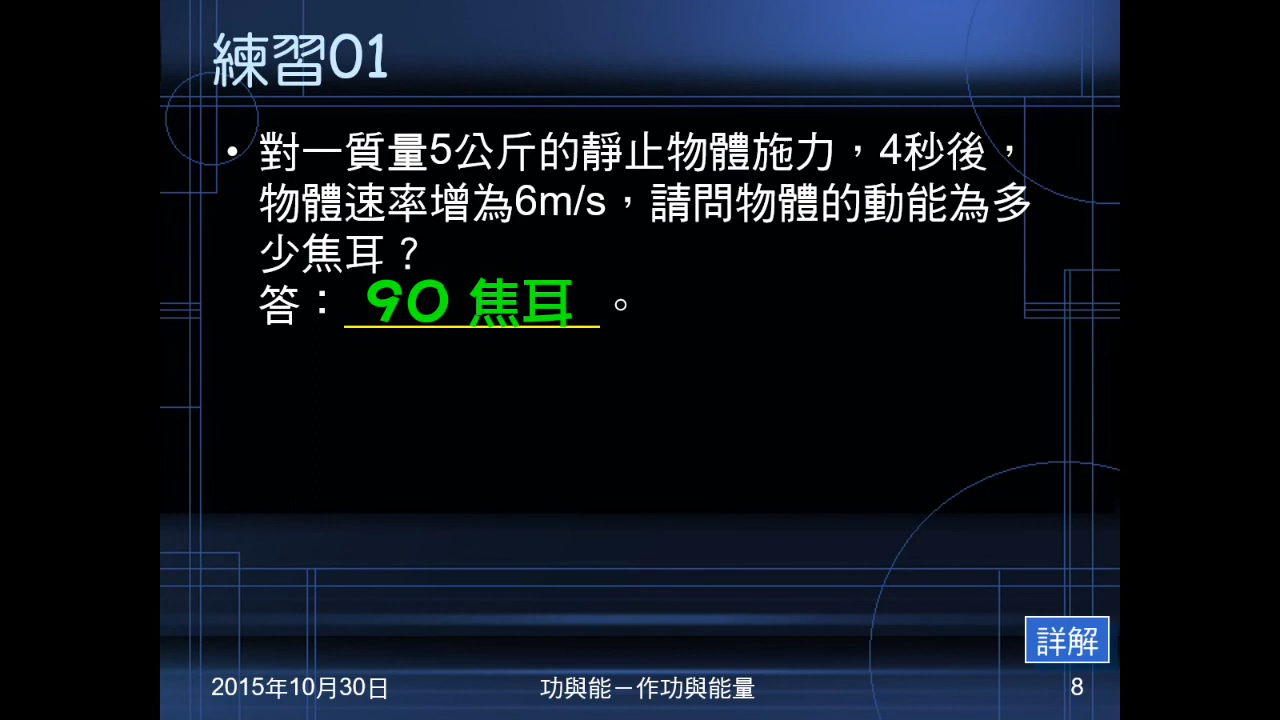 練習01
• 對一質量5公斤的靜止物體施力，4秒後，
物體速率增為6m/s，請問物體的動能為多
少焦耳？
答： 90 焦耳 。
詳解
2015年10月30日 功與能－作功與能量 8